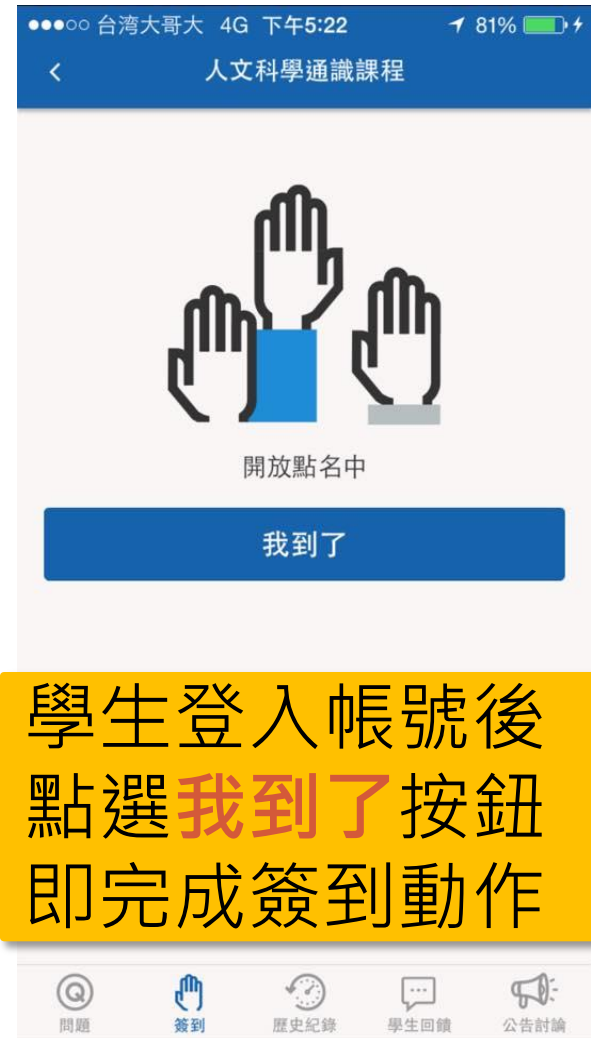 台湾大哥大 4G 下午5:22 81%
人文科學通識課程
開放點名中
我到了
學生登入帳號後
點選我到了按鈕
即完成簽到動作
Q
問題 簽到 歷史紀錄 學生回饋 公告討論